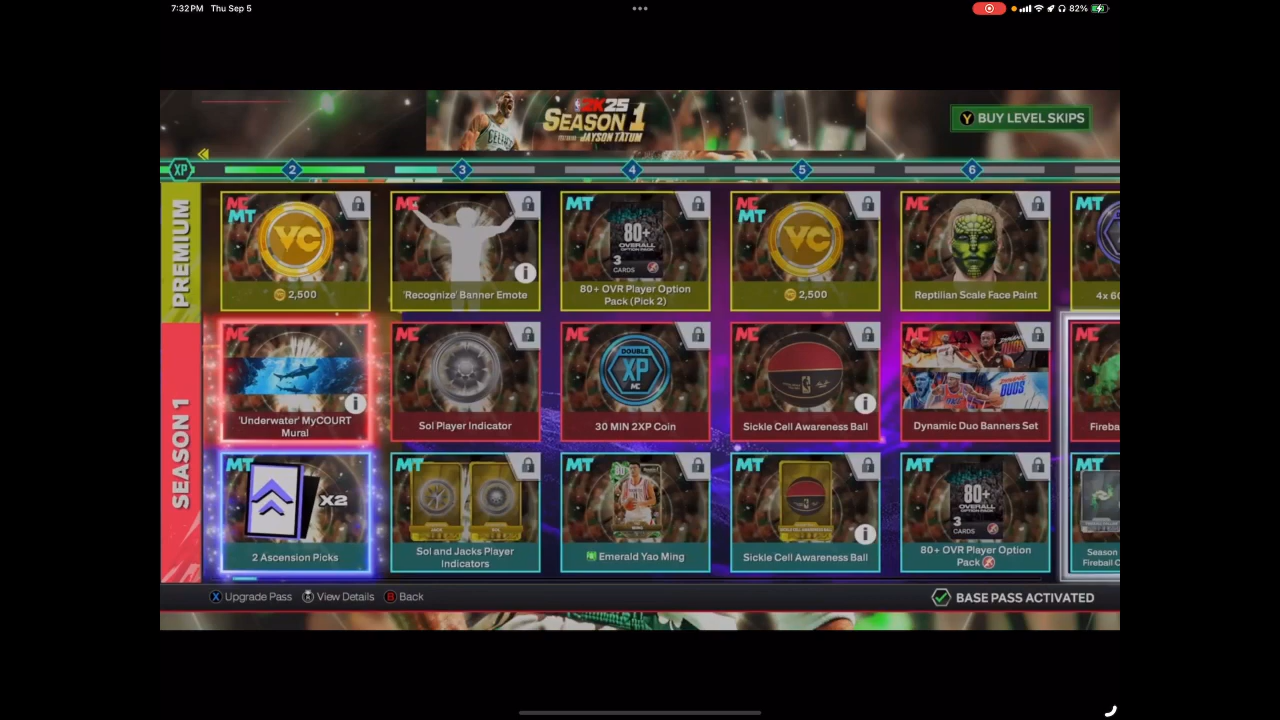 7:32PM Thu Sep 5
82%
2K25
SEASON 1
JAYSON TATUM
Y BUY LEVEL SKIPS
XP 2 3 4 5 6
PREMIUM
MC
MT
VC
2,500
MC
'Recognize' Banner Emote
MT
80+
OVERALL
OPTION PACK
3
CARDS
80+ OVR Player Option
Pack (Pick 2)
MC
MT
VC
2,500
MC
Reptilian Scale Face Paint
MT
SEASON 1
MC
'Underwater' MyCOURT
Mural
MC
Sol Player Indicator
MC
DOUBLE
XP
MC
30 MIN 2XP Coin
MC
Sickle Cell Awareness Ball
MC
Dynamic Duo Banners Set
MC
MT
X2
2 Ascension Picks
MT
Sol and Jacks Player
Indicators
MT
Emerald Yao Ming
MT
Sickle Cell Awareness Ball
MT
80+
OVERALL
OPTION PACK
3
CARDS
80+ OVR Player Option
Pack
MT
Season
X Upgrade Pass View Details B Back
BASE PASS ACTIVATED